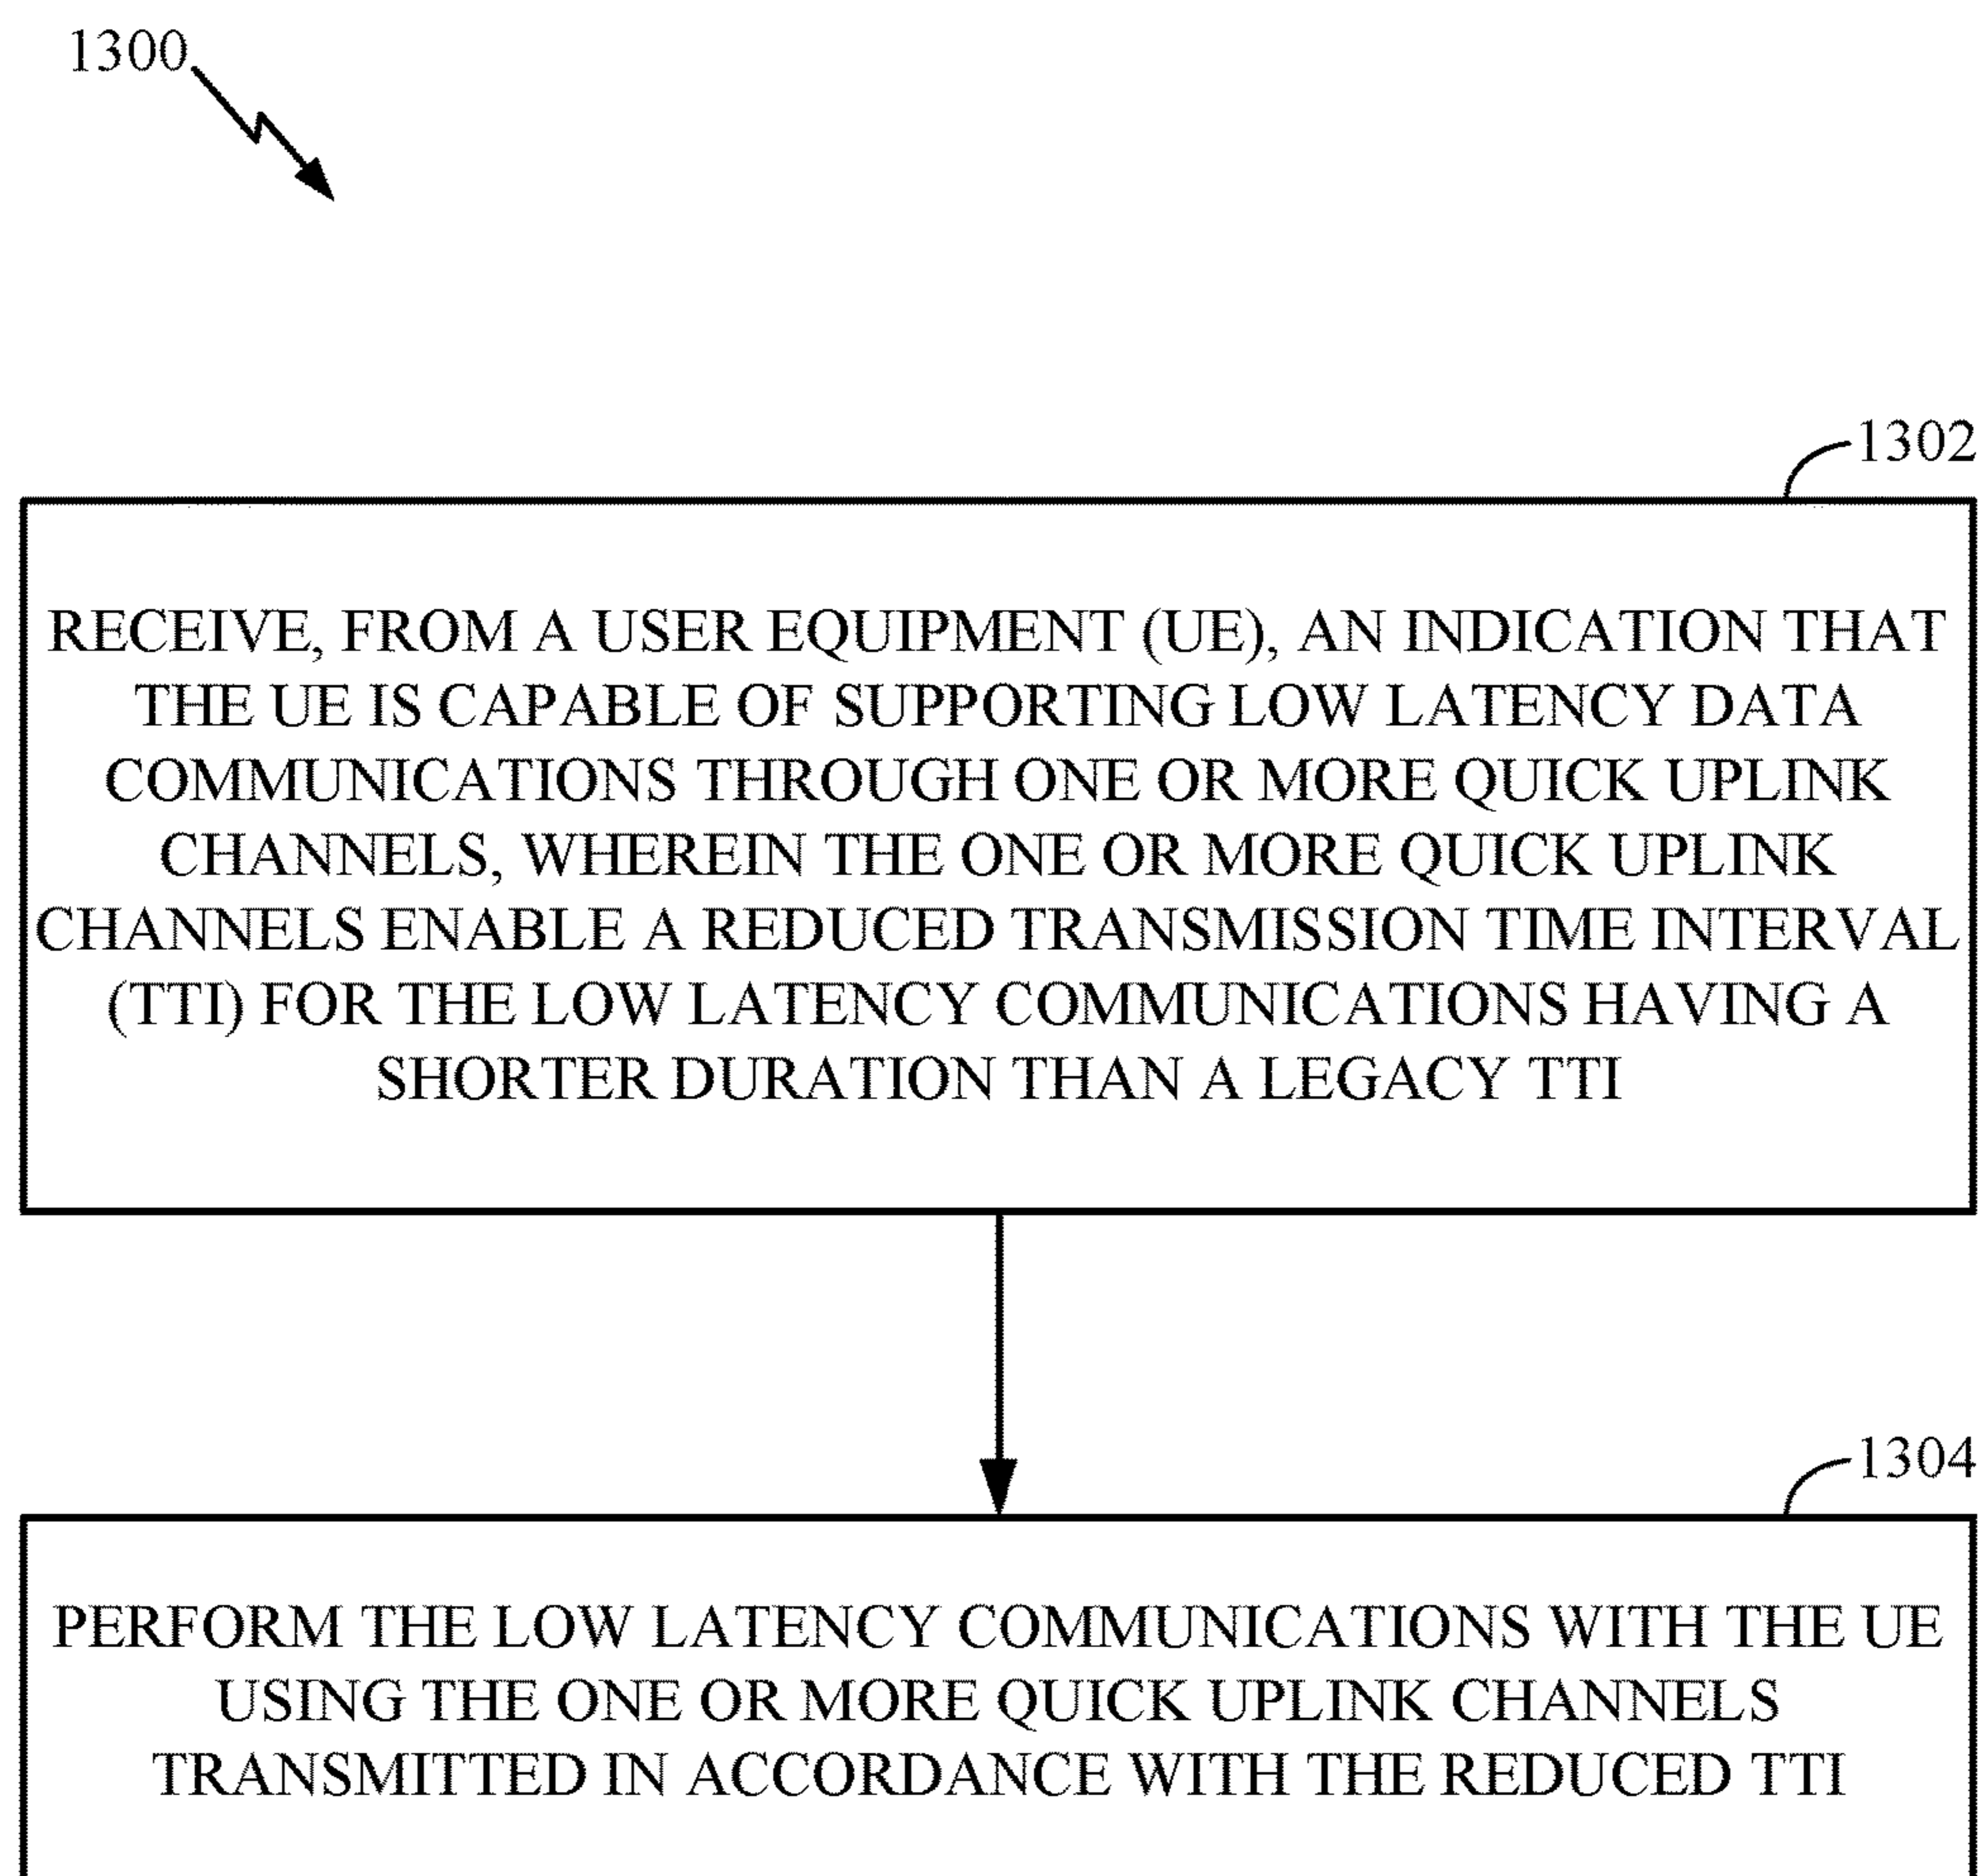 1300
1302
RECEIVE, FROM A USER EQUIPMENT (UE), AN INDICATION THAT
THE UE IS CAPABLE OF SUPPORTING LOW LATENCY DATA
COMMUNICATIONS THROUGH ONE OR MORE QUICK UPLINK
CHANNELS, WHEREIN THE ONE OR MORE QUICK UPLINK
CHANNELS ENABLE A REDUCED TRANSMISSION TIME INTERVAL
(TTI) FOR THE LOW LATENCY COMMUNICATIONS HAVING A
SHORTER DURATION THAN A LEGACY TTI
1304
PERFORM THE LOW LATENCY COMMUNICATIONS WITH THE UE
USING THE ONE OR MORE QUICK UPLINK CHANNELS
TRANSMITTED IN ACCORDANCE WITH THE REDUCED TTI